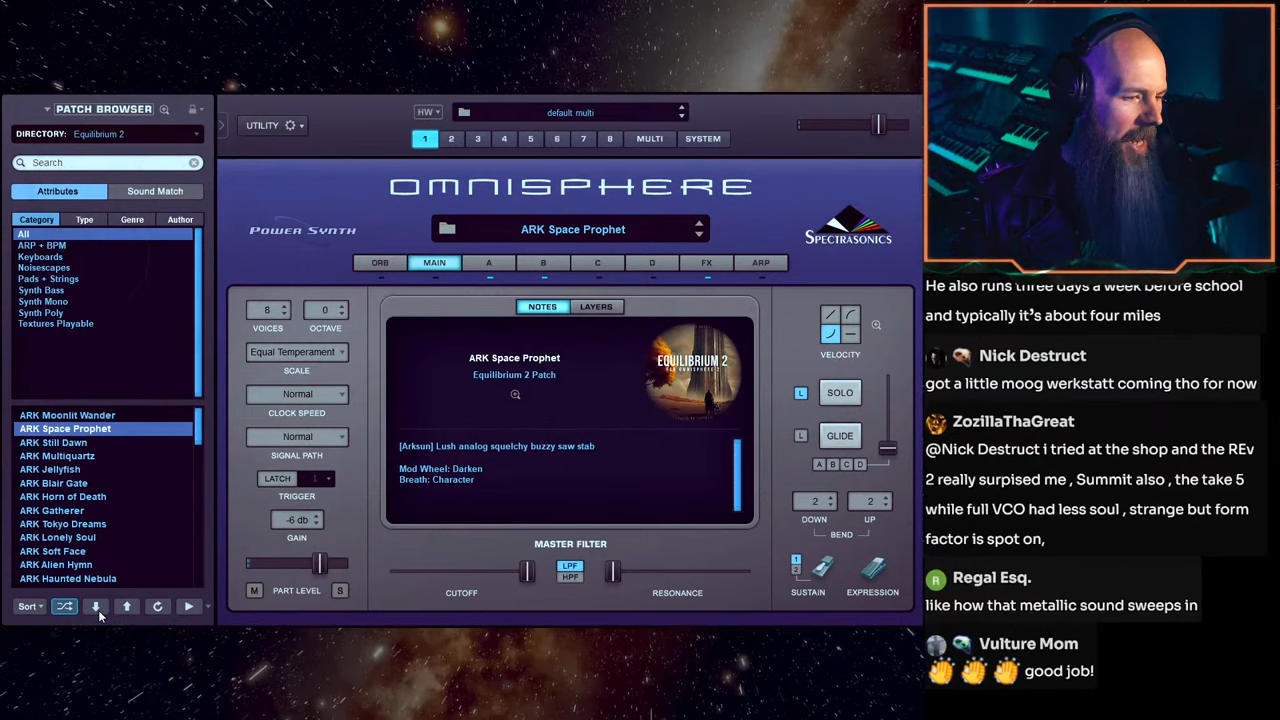 PATCH BROWSER
DIRECTORY: Equilibrium 2
Search
Attributes Sound Match
Category Type Genre Author
All
ARP + BPM
Keyboards
Noisescapes
Pads + Strings
Synth Bass
Synth Mono
Synth Poly
Textures Playable
ARK Moonlit Wander
ARK Space Prophet
ARK Still Dawn
ARK Multiquartz
ARK Jellyfish
ARK Blair Gate
ARK Horn of Death
ARK Gatherer
ARK Tokyo Dreams
ARK Lonely Soul
ARK Soft Face
ARK Alien Hymn
ARK Haunted Nebula
Sort
UTILITY
HW
default multi
1 2 3 4 5 6 7 8 MULTI SYSTEM
OMNISPHERE
POWER SYNTH
ARK Space Prophet
SPECTRASONICS
ORB MAIN A B C D FX ARP
8 0
VOICES OCTAVE
Equal Temperament
SCALE
Normal
CLOCK SPEED
Normal
SIGNAL PATH
LATCH 1
TRIGGER
-6 db
GAIN
M PART LEVEL S
NOTES LAYERS
ARK Space Prophet
Equilibrium 2 Patch
EQUILIBRIUM 2
FOR OMNISPHERE 2
[Arksun] Lush analog squelchy buzzy saw stab
Mod Wheel: Darken
Breath: Character
MASTER FILTER
LPF
HPF
CUTOFF RESONANCE
VELOCITY
L SOLO
L GLIDE
A B C D
2 2
DOWN UP
BEND
1
2
SUSTAIN EXPRESSION
He also runs three days a week before school
and typically it's about four miles
Nick Destruct
got a little moog werkstatt coming tho for now
ZozillaThaGreat
@Nick Destruct i tried at the shop and the REv
2 really surpised me , Summit also , the take 5
while full VCO had less soul , strange but form
factor is spot on,
R Regal Esq.
like how that metallic sound sweeps in
Vulture Mom
👏👏👏 good job!